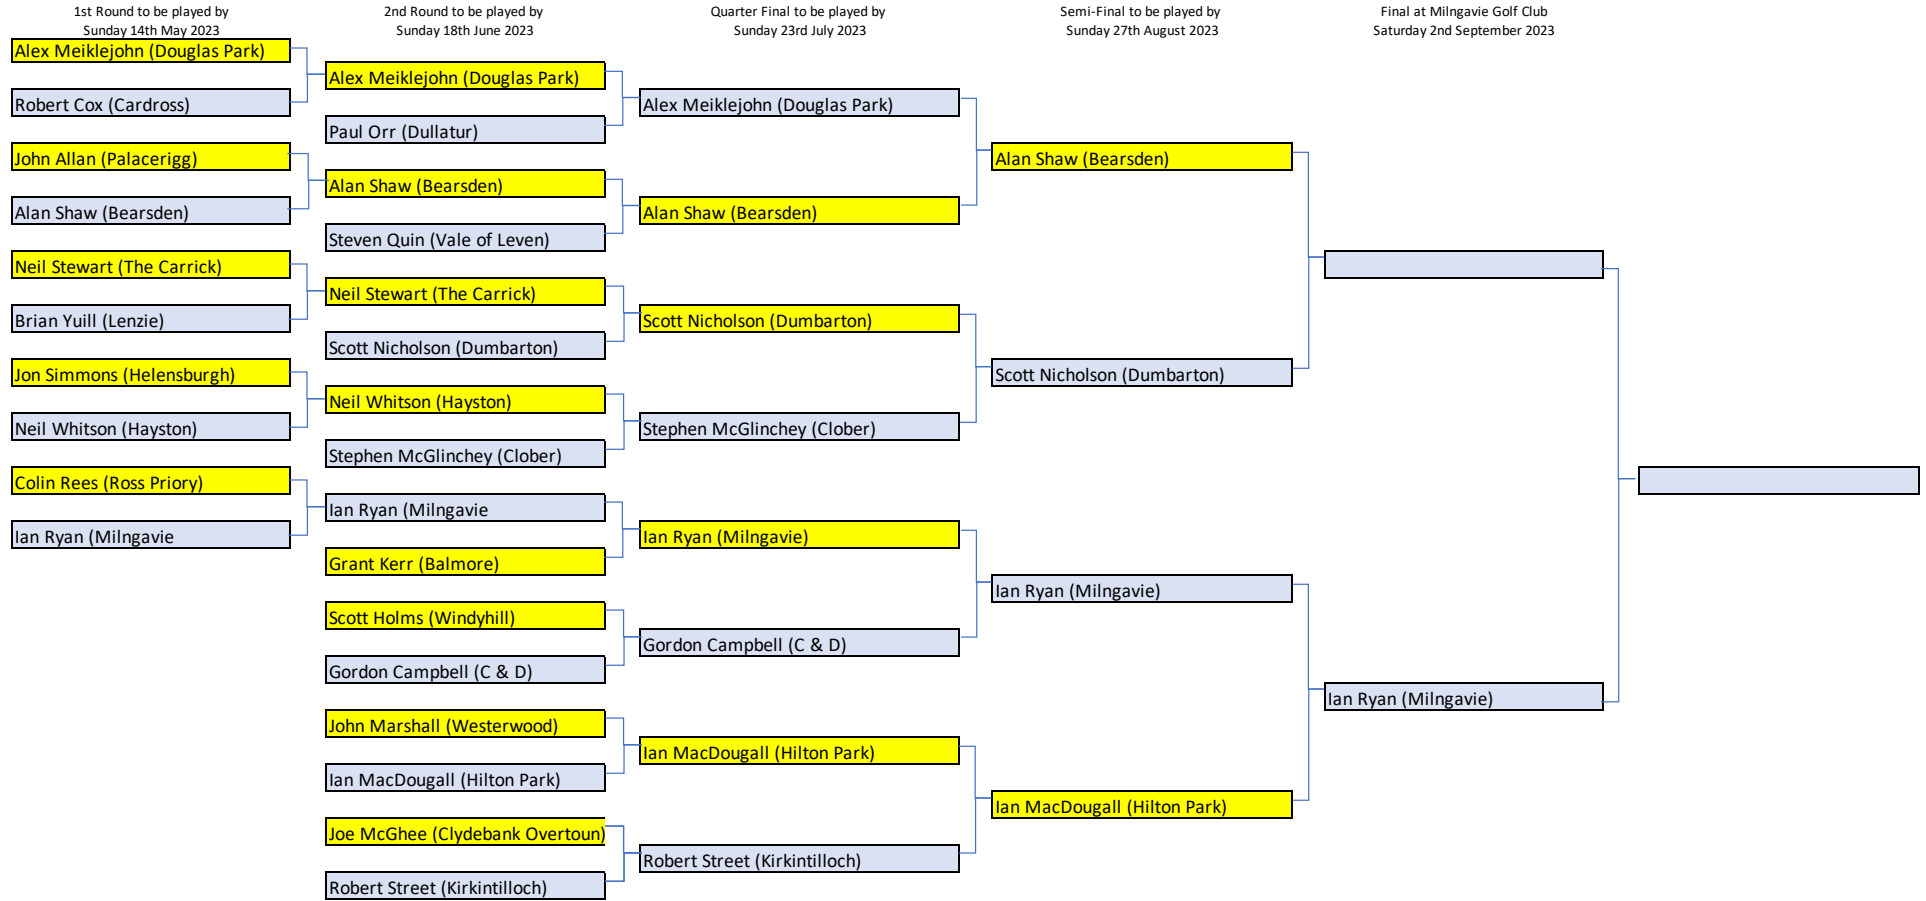 1st Round to be played by
Sunday 14th May 2023
2nd Round to be played by
Sunday 18th June 2023
Quarter Final to be played by
Sunday 23rd July 2023
Semi-Final to be played by
Sunday 27th August 2023
Final at Milngavie Golf Club
Saturday 2nd September 2023
Alex Meiklejohn (Douglas Park)
Robert Cox (Cardross)
John Allan (Palacerigg)
Alan Shaw (Bearsden)
Neil Stewart (The Carrick)
Brian Yuill (Lenzie)
Jon Simmons (Helensburgh)
Neil Whitson (Hayston)
Colin Rees (Ross Priory)
Ian Ryan (Milngavie
Alex Meiklejohn (Douglas Park)
Paul Orr (Dullatur)
Alan Shaw (Bearsden)
Steven Quin (Vale of Leven)
Neil Stewart (The Carrick)
Scott Nicholson (Dumbarton)
Neil Whitson (Hayston)
Stephen McGlinchey (Clober)
Ian Ryan (Milngavie
Grant Kerr (Balmore)
Scott Holms (Windyhill)
Gordon Campbell (C & D)
John Marshall (Westerwood)
Ian MacDougall (Hilton Park)
Joe McGhee (Clydebank Overtoun)
Robert Street (Kirkintilloch)
Alex Meiklejohn (Douglas Park)
Alan Shaw (Bearsden)
Scott Nicholson (Dumbarton)
Stephen McGlinchey (Clober)
Ian Ryan (Milngavie)
Gordon Campbell (C & D)
Ian MacDougall (Hilton Park)
Robert Street (Kirkintilloch)
Alan Shaw (Bearsden)
Scott Nicholson (Dumbarton)
Ian Ryan (Milngavie)
Ian MacDougall (Hilton Park)
Ian Ryan (Milngavie)